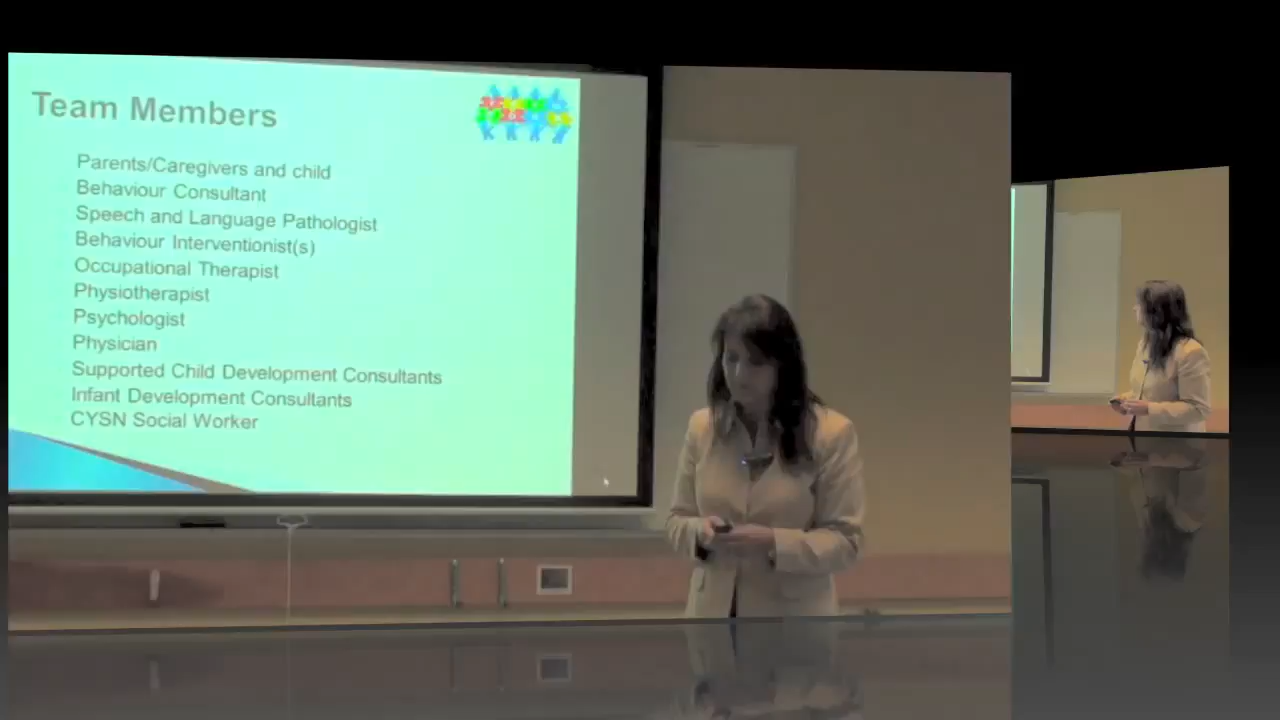 Team Members
Parents/Caregivers and child
Behaviour Consultant
Speech and Language Pathologist
Behaviour Interventionist(s)
Occupational Therapist
Physiotherapist
Psychologist
Physician
Supported Child Development Consultants
Infant Development Consultants
CYSN Social Worker